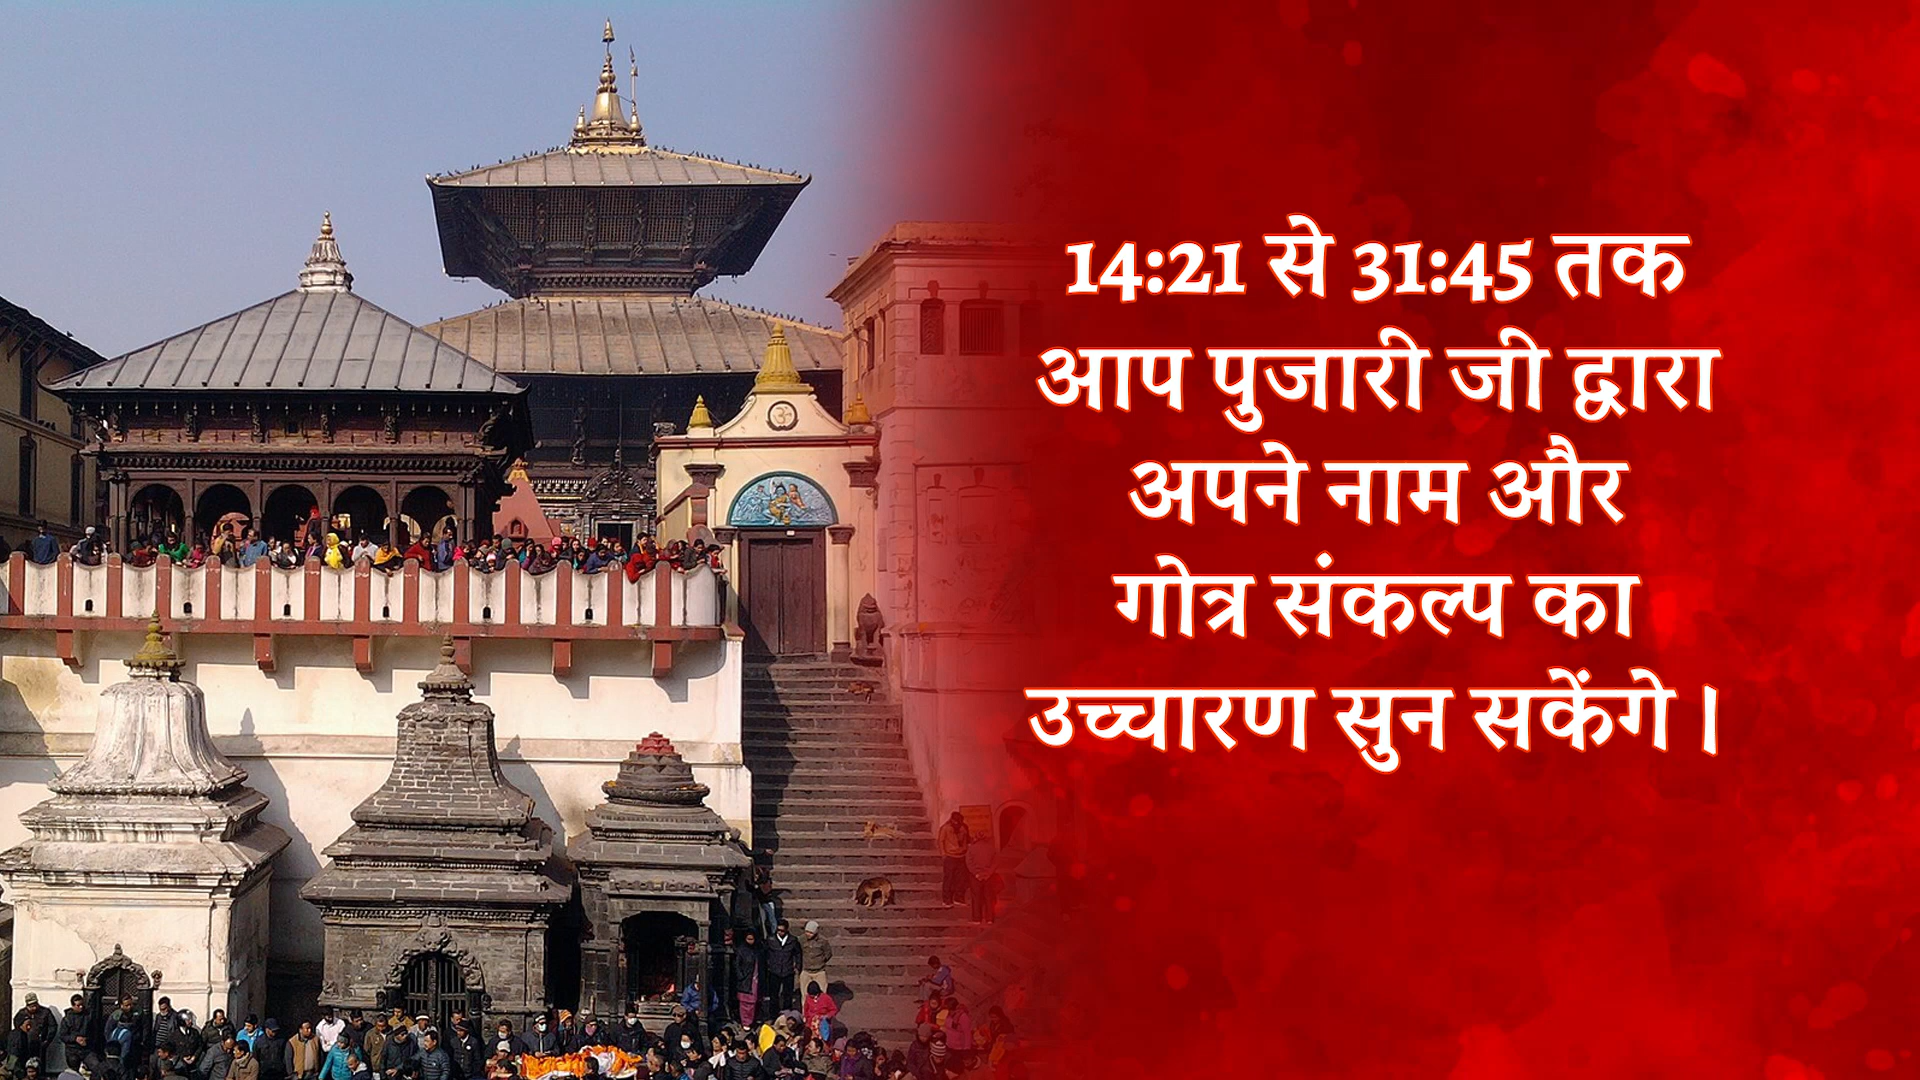 14:21 से 31:45 तक
आप पुजारी जी द्वारा
अपने नाम और
गोत्र संकल्प का
उच्चारण सुन सकेंगे।
ॐ